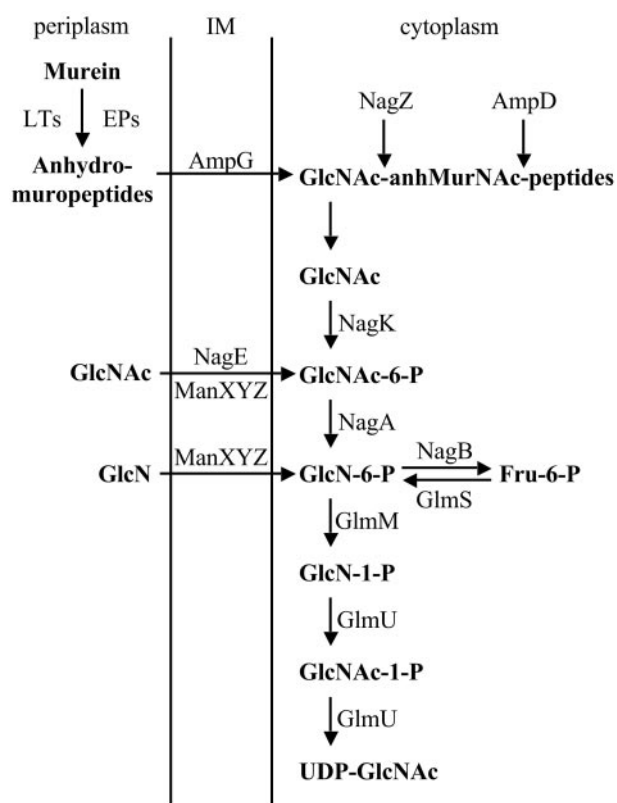 periplasm IM cytoplasm
Murein
NagZ AmpD
LTs EPs
Anhydro-
muropeptides
AmpG
GlcNAc-anhMurNAc-peptides
GlcNAc
NagK
NagE
GlcNAc GlcNAc-6-P
ManXYZ
NagA
ManXYZ NagB
GlcN GlcN-6-P Fru-6-P
GlmS
GlmM
GlcN-1-P
GlmU
GlcNAc-1-P
GlmU
UDP-GlcNAc